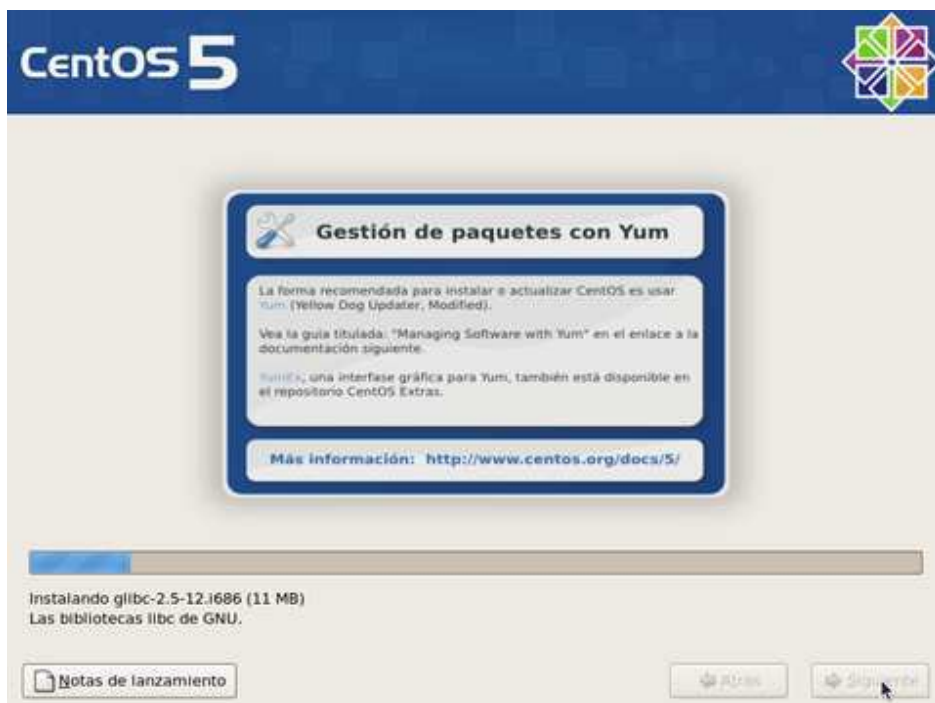 CentOS 5
Gestión de paquetes con Yum
La forma recomendada para instalar o actualizar CentOS es usar
Yum (Yellow Dog Updater, Modified).
Vea la guía titulada: "Managing Software with Yum" en el enlace a la
documentación siguiente.
YumEx, una interfase gráfica para Yum, también está disponible en
el repositorio CentOS Extras.
Más información: http://www.centos.org/docs/5/
Instalando glibc-2.5-12.i686 (11 MB)
Las bibliotecas libc de GNU.
Notas de lanzamiento
Atrás
Siguiente